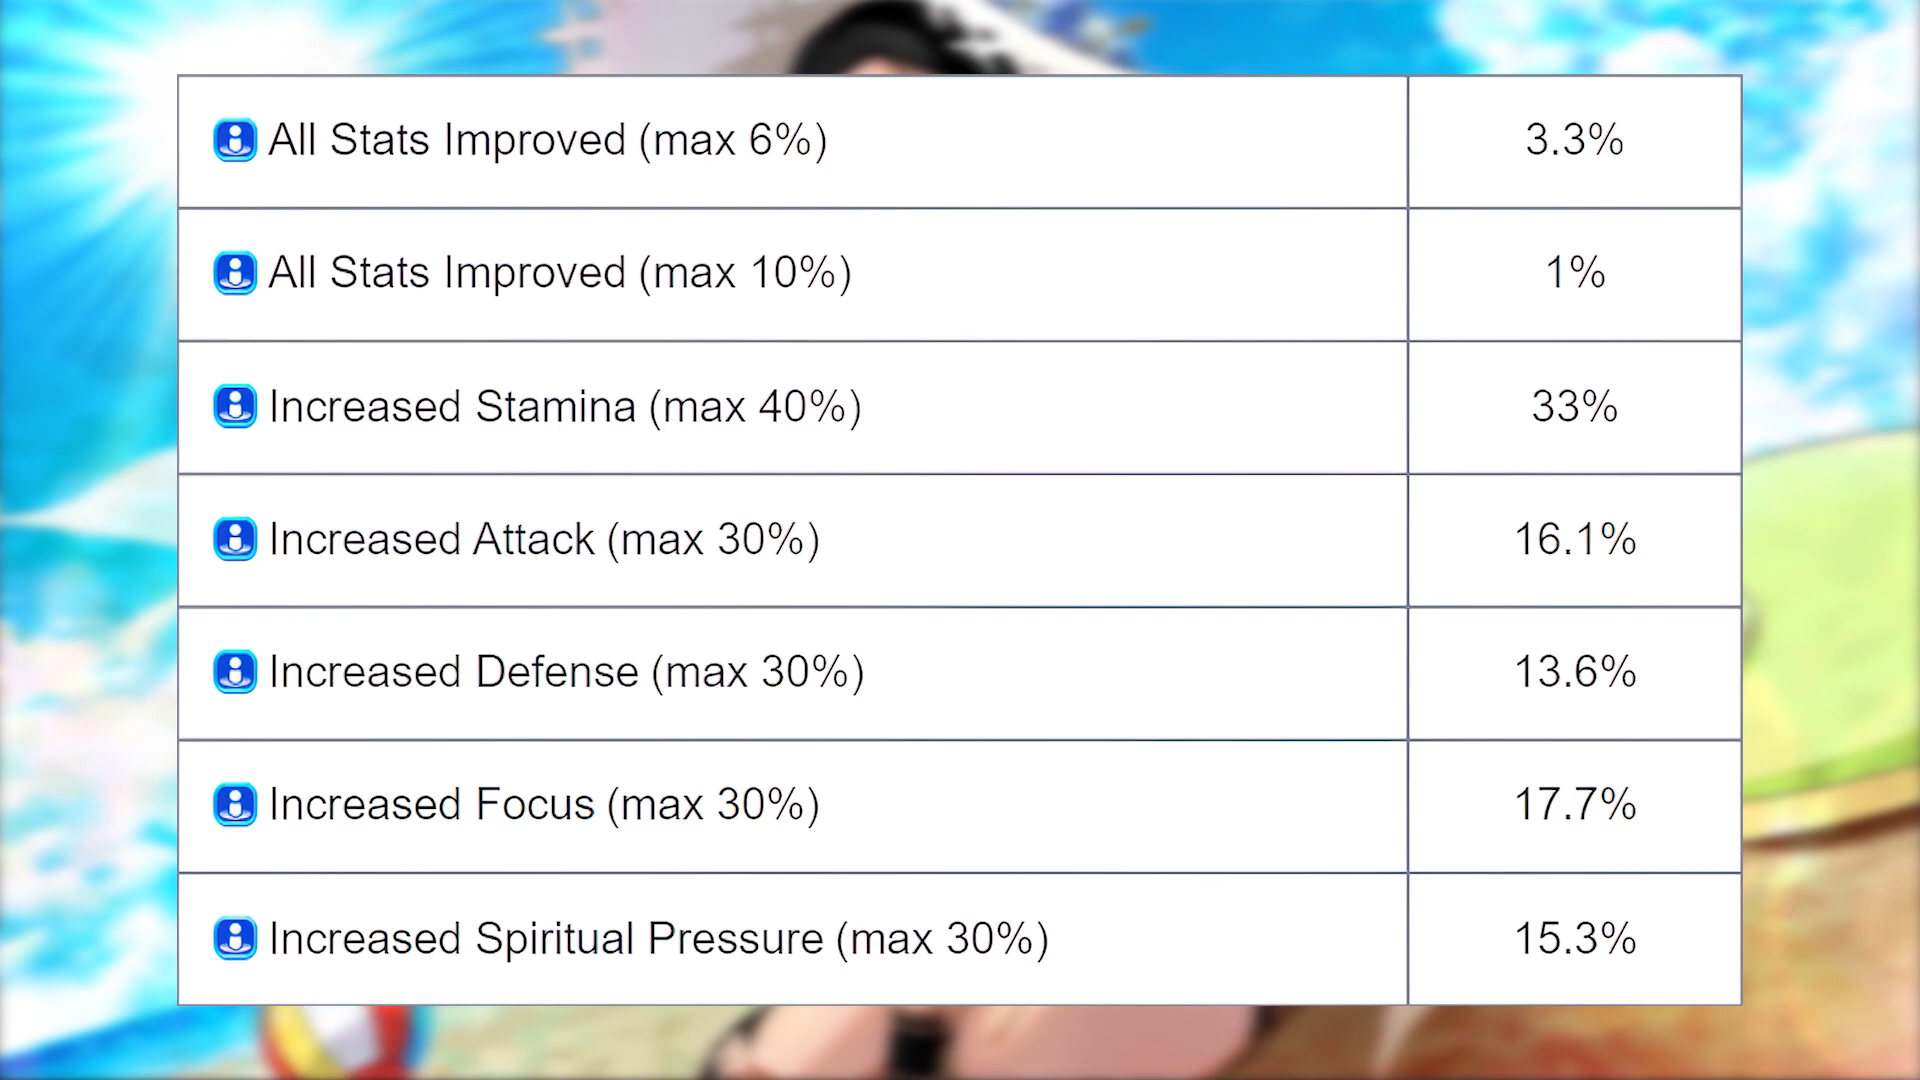 All Stats Improved (max 6%) 3.3%
All Stats Improved (max 10%) 1%
Increased Stamina (max 40%) 33%
Increased Attack (max 30%) 16.1%
Increased Defense (max 30%) 13.6%
Increased Focus (max 30%) 17.7%
Increased Spiritual Pressure (max 30%) 15.3%